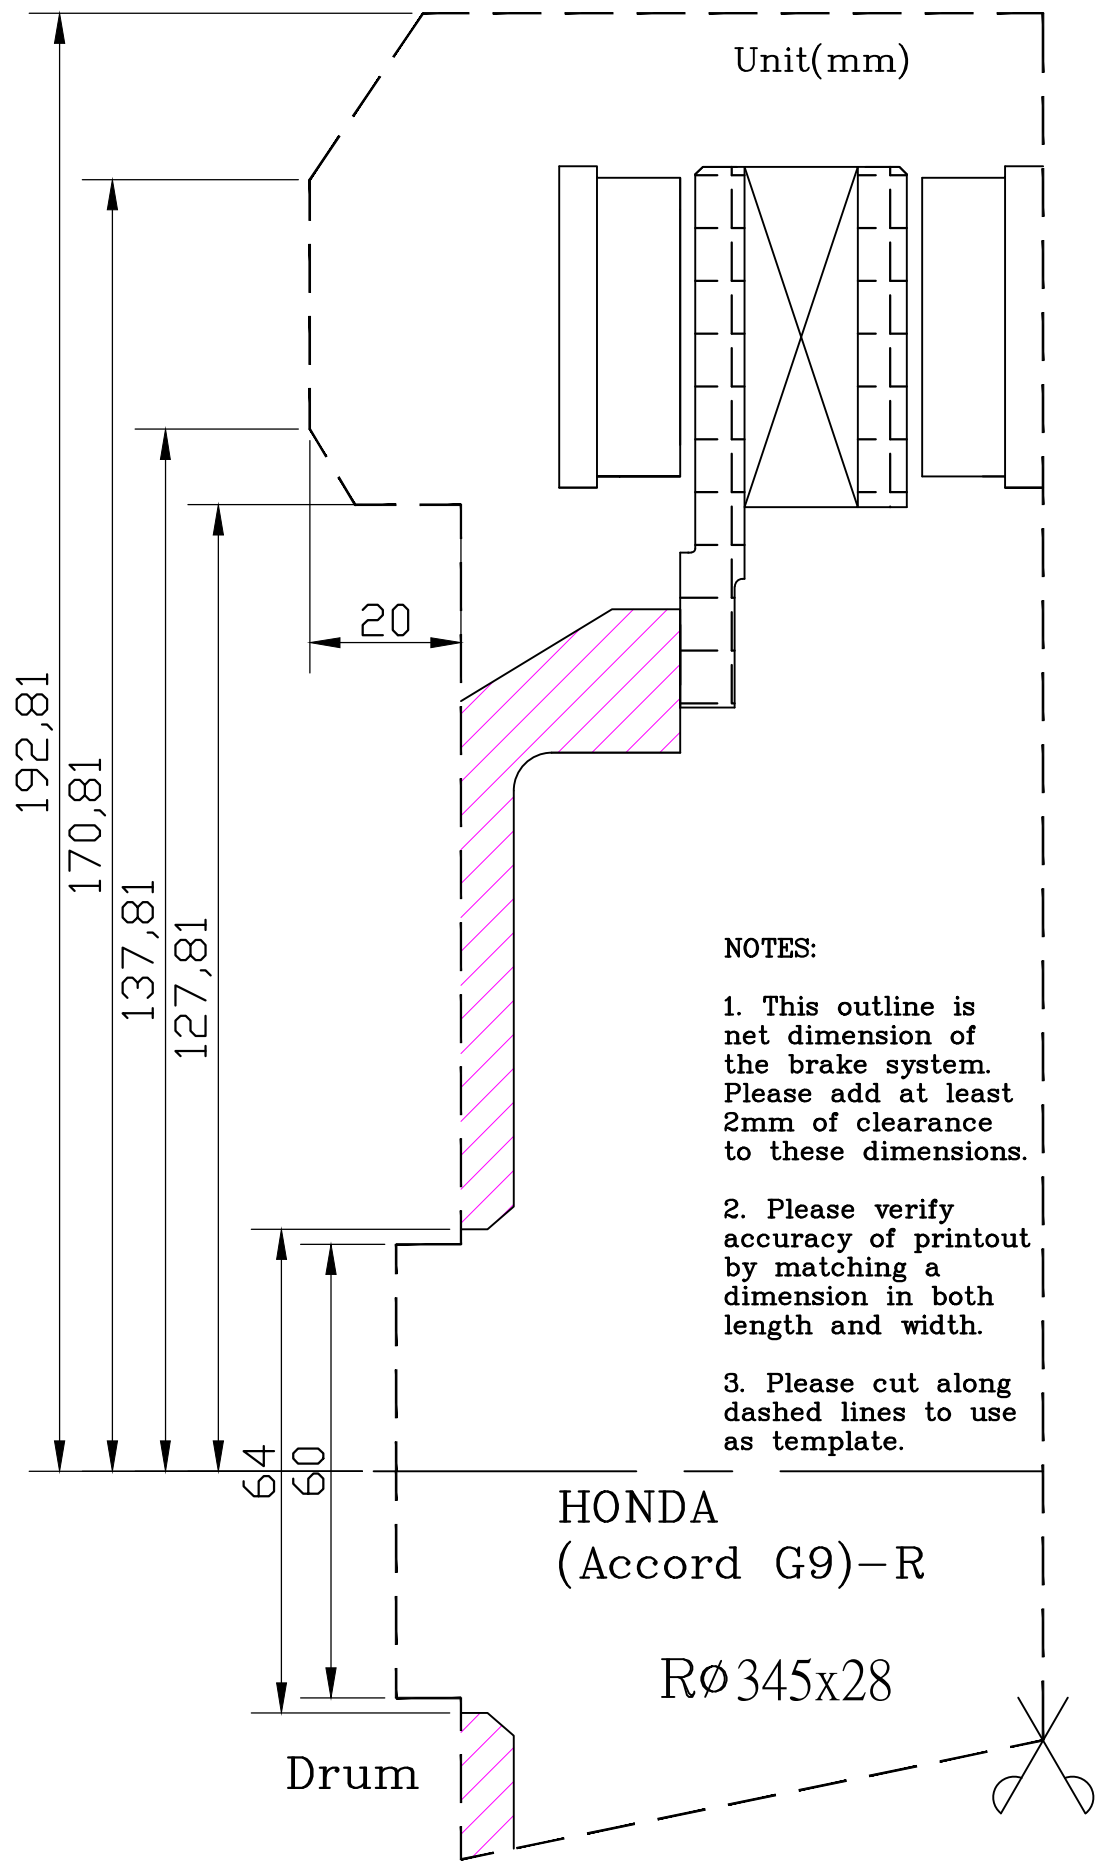 Unit(mm)
20
192,81
170,81
137,81
127,81
NOTES:
1. This outline is
net dimension of
the brake system.
Please add at least
2mm of clearance
to these dimensions.
2. Please verify
accuracy of printout
by matching a
dimension in both
length and width.
3. Please cut along
dashed lines to use
as template.
64
60
HONDA
(Accord G9)-R
Rø345x28
Drum